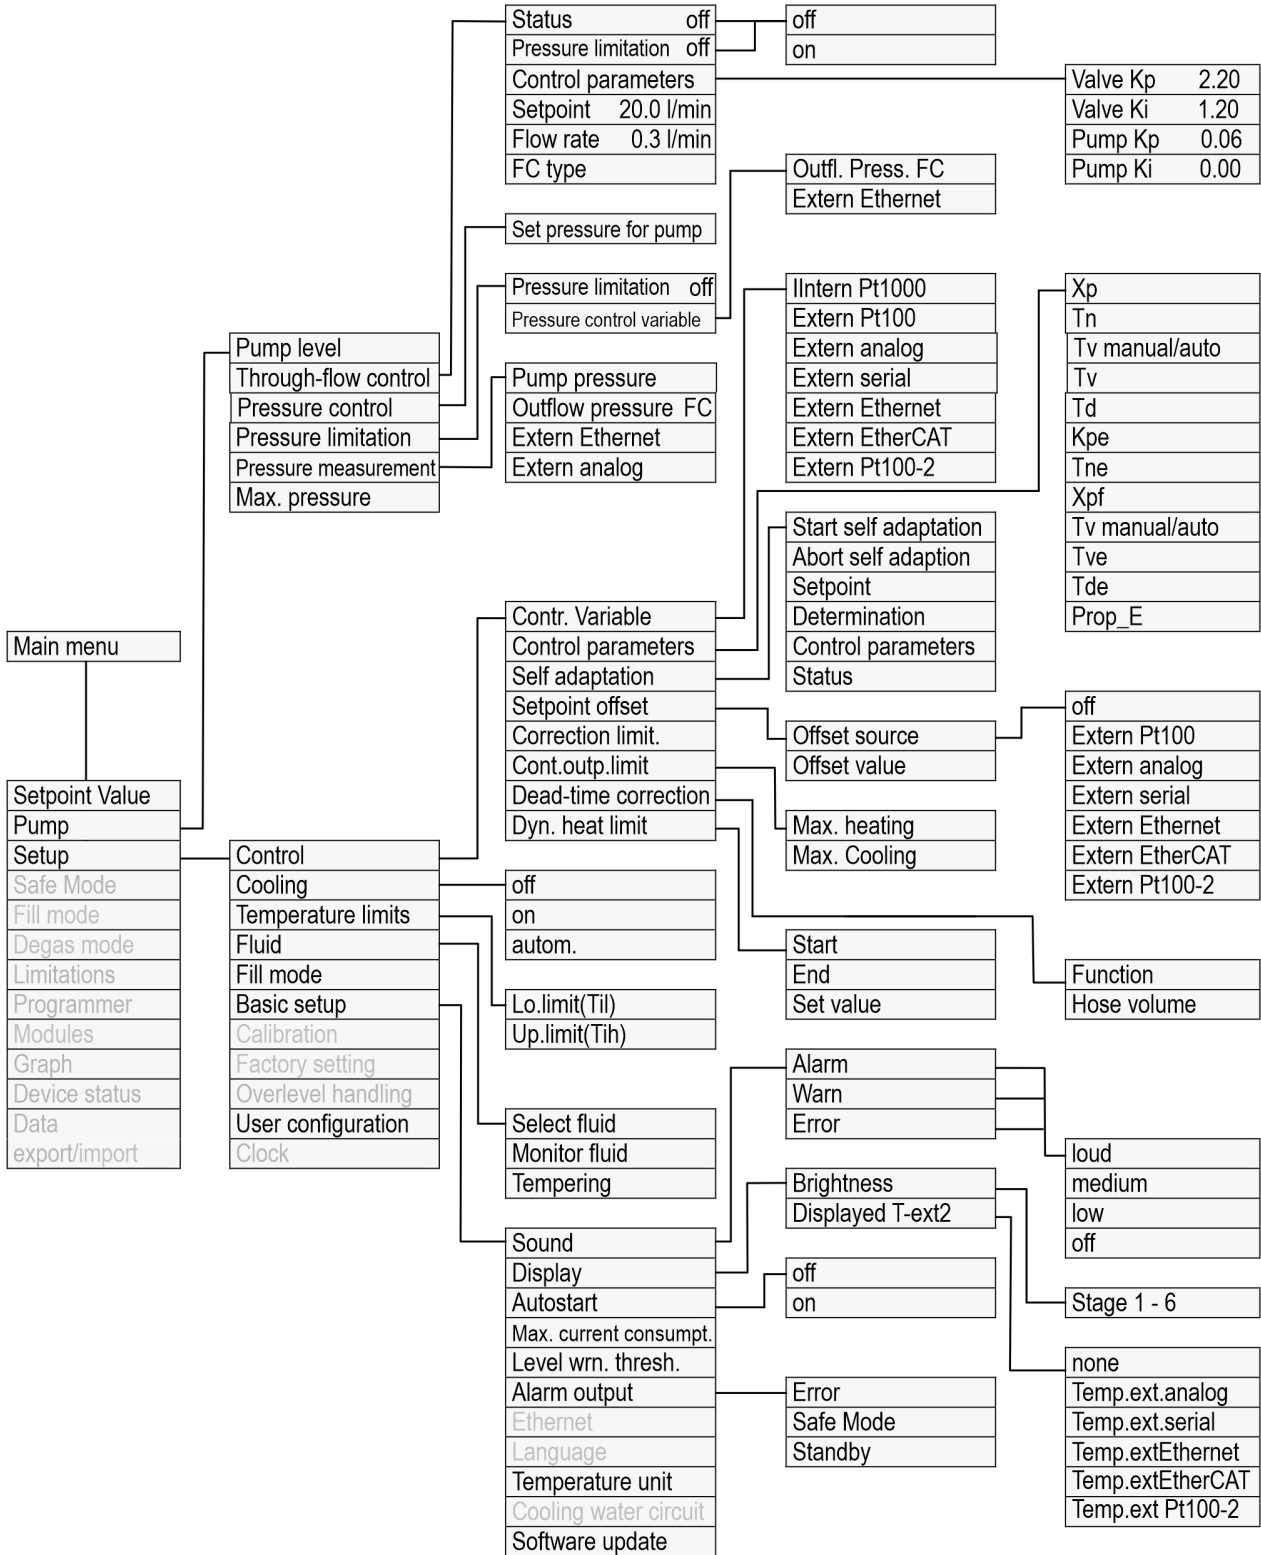 Main menu
Setpoint Value
Pump
Setup
Safe Mode
Fill mode
Degas mode
Limitations
Programmer
Modules
Graph
Device status
Data
export/import
Pump level
Through-flow control
Pressure control
Pressure limitation
Pressure measurement
Max. pressure
Control
Cooling
Temperature limits
Fluid
Fill mode
Basic setup
Calibration
Factory setting
Overlevel handling
User configuration
Clock
Status off
Pressure limitation off
Control parameters
Setpoint 20.0 l/min
Flow rate 0.3 l/min
FC type
Set pressure for pump
Pressure limitation off
Pressure control variable
Pump pressure
Outflow pressure FC
Extern Ethernet
Extern analog
Contr. Variable
Control parameters
Self adaptation
Setpoint offset
Correction limit.
Cont.outp.limit
Dead-time correction
Dyn. heat limit
off
on
autom.
Lo.limit(Til)
Up.limit(Tih)
Select fluid
Monitor fluid
Tempering
Sound
Display
Autostart
Max. current consumpt.
Level wrn. thresh.
Alarm output
Ethernet
Language
Temperature unit
Cooling water circuit
Software update
off
on
Outfl. Press. FC
Extern Ethernet
IIntern Pt1000
Extern Pt100
Extern analog
Extern serial
Extern Ethernet
Extern EtherCAT
Extern Pt100-2
Start self adaptation
Abort self adaption
Setpoint
Determination
Control parameters
Status
Offset source
Offset value
Max. heating
Max. Cooling
Start
End
Set value
Alarm
Warn
Error
Brightness
Displayed T-ext2
off
on
Error
Safe Mode
Standby
Valve Kp 2.20
Valve Ki 1.20
Pump Kp 0.06
Pump Ki 0.00
Xp
Tn
Tv manual/auto
Tv
Td
Kpe
Tne
Xpf
Tv manual/auto
Tve
Tde
Prop_E
off
Extern Pt100
Extern analog
Extern serial
Extern Ethernet
Extern EtherCAT
Extern Pt100-2
Function
Hose volume
loud
medium
low
off
Stage 1 - 6
none
Temp.ext.analog
Temp.ext.serial
Temp.extEthernet
Temp.extEtherCAT
Temp.ext Pt100-2